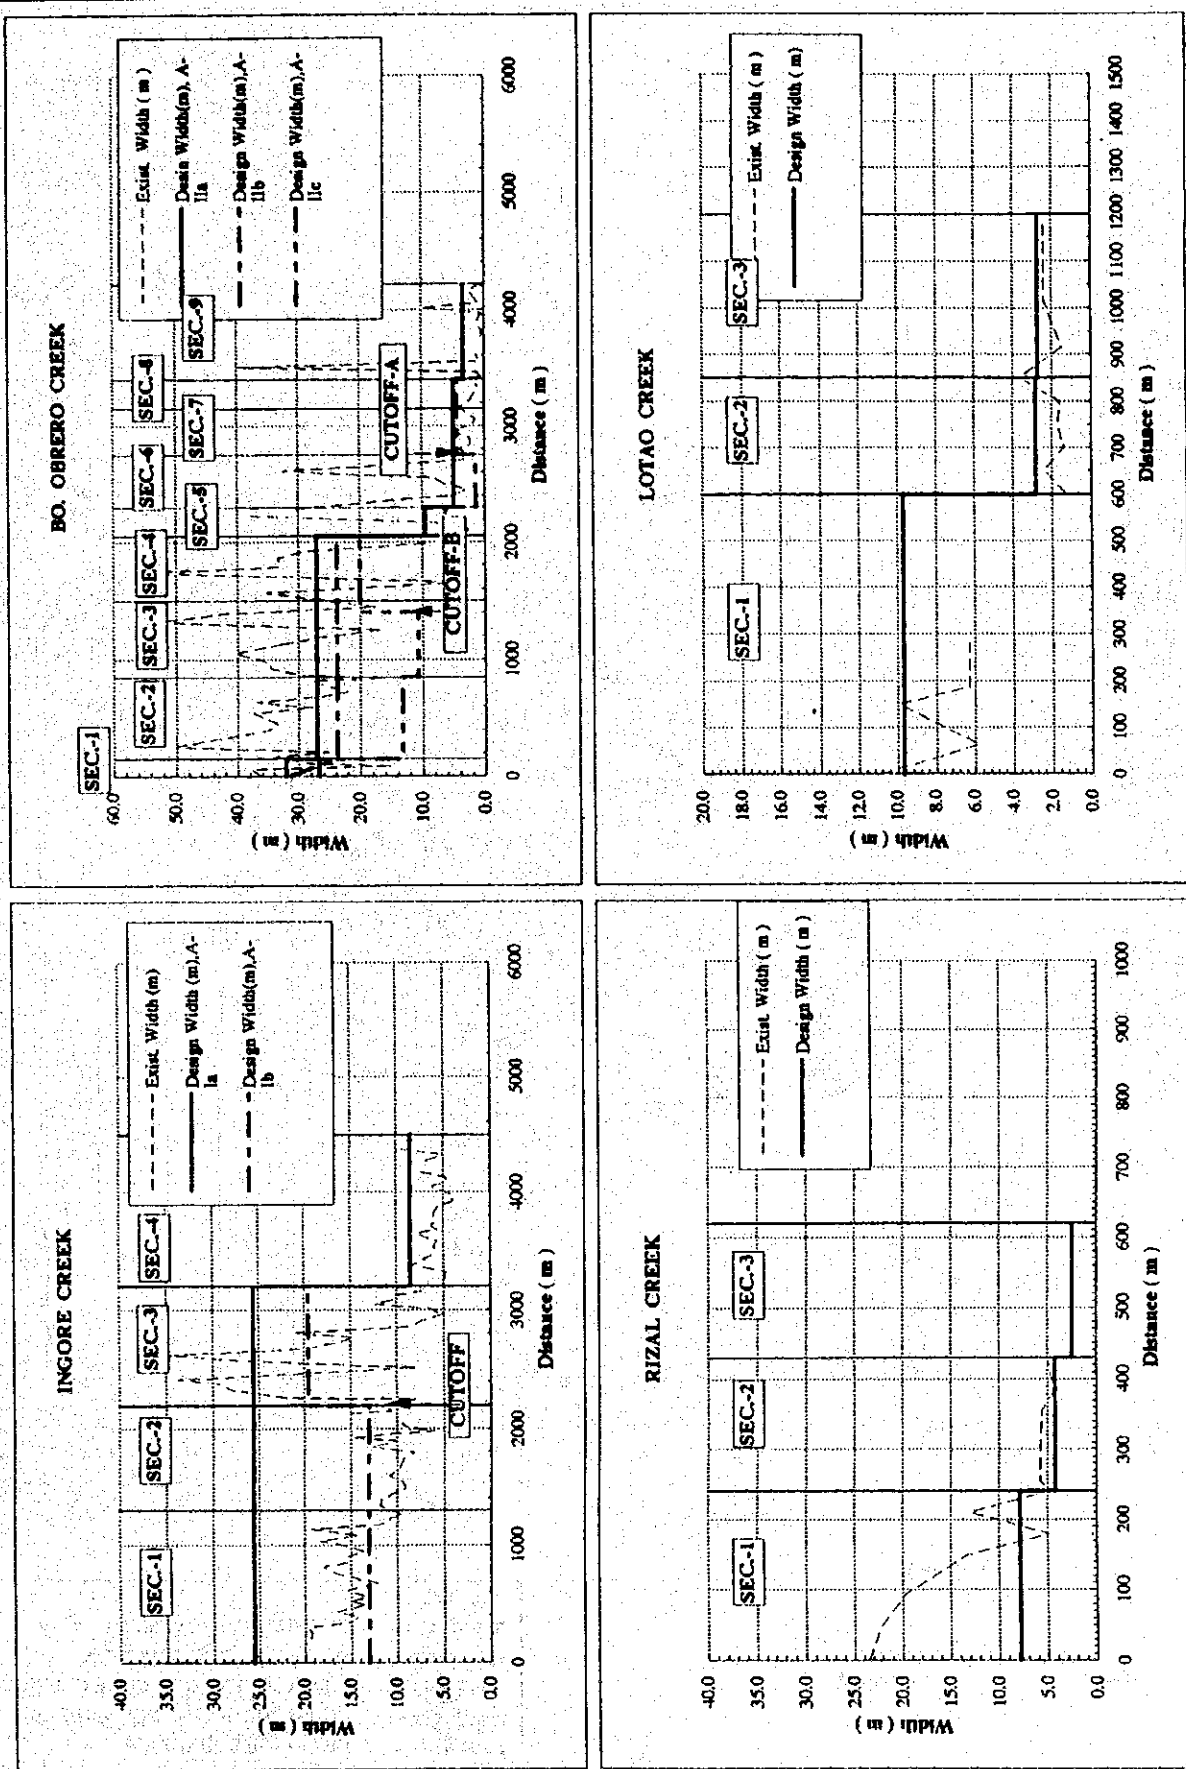 INGORE CREEK
40.0
35.0
30.0
25.0
20.0
15.0
10.0
5.0
0.0
Width ( m )
SEC.-1
SEC.-2
SEC.-3
SEC.-4
CUTOFF
Exist. Width (m)
Design Width (m),A-
Ia
Design Width(m),A-
Ib
0
1000
2000
3000
4000
5000
6000
Distance ( m )
BO. OBRERO CREEK
60.0
50.0
40.0
30.0
20.0
10.0
0.0
Width ( m )
SEC.-1
SEC.-2
SEC.-3
SEC.-4
SEC.-5
SEC.-6
SEC.-7
SEC.-8
SEC.-9
CUTOFF-A
CUTOFF-B
Exist. Width ( m )
Desin Width(m), A-
IIa
Design Width(m),A-
IIb
Design Width(m),A-
IIc
0
1000
2000
3000
4000
5000
6000
Distance ( m )
RIZAL CREEK
40.0
35.0
30.0
25.0
20.0
15.0
10.0
5.0
0.0
Width ( m )
SEC.-1
SEC.-2
SEC.-3
Exist. Width ( m )
Design Width ( m )
0
100
200
300
400
500
600
700
800
900
1000
Distance ( m )
LOTAO CREEK
20.0
18.0
16.0
14.0
12.0
10.0
8.0
6.0
4.0
2.0
0.0
Width ( m )
SEC.-1
SEC.-2
SEC.-3
Exist. Width ( m )
Design Width ( m )
0
100
200
300
400
500
600
700
800
900
1000
1100
1200
1300
1400
1500
Distance ( m )